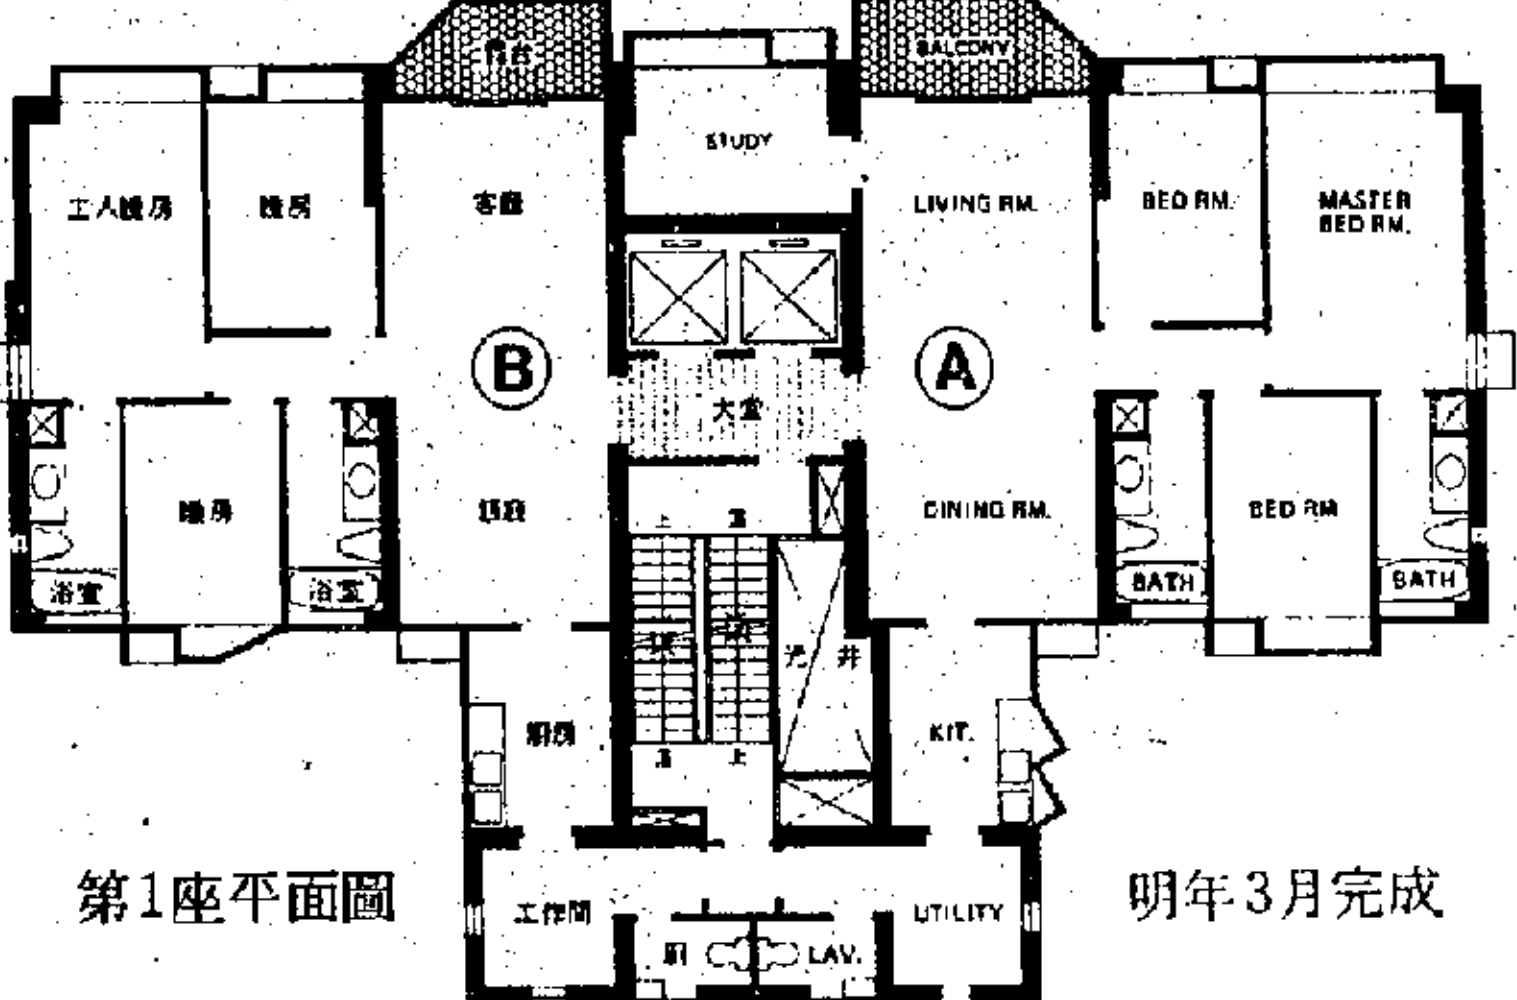 露台
BALCONY
STUDY
主人睡房
睡房
客廳
LIVING RM.
BED RM.
MASTER
BED RM.
B
A
大堂
睡房
飯廳
DINING RM.
BED RM
上
落
浴室
浴室
BATH
BATH
光井
廚房
KIT.
落
上
第1座平面圖
明年3月完成
工作間
UTILITY
廁
LAV.